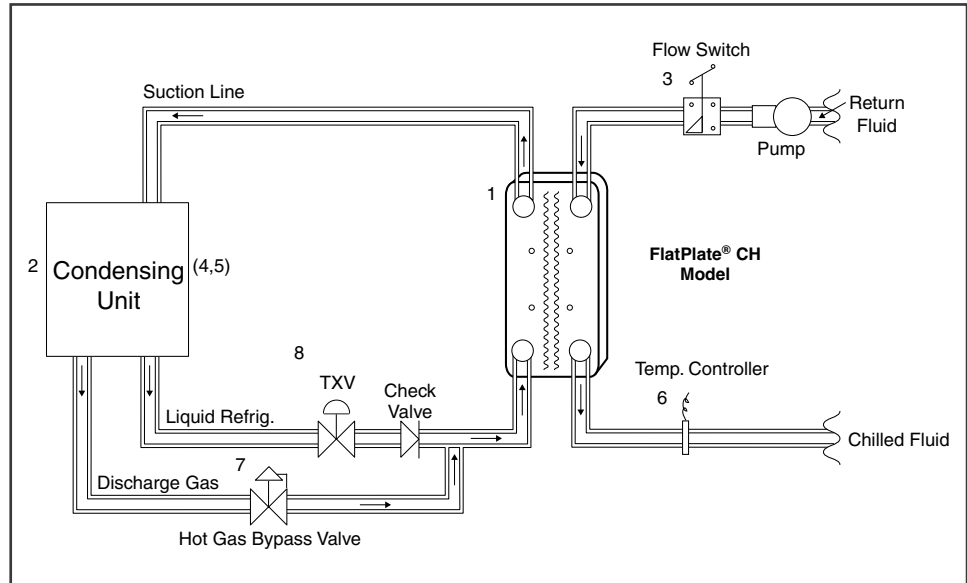 Flow Switch
3
Suction Line
Return
Fluid
Pump
1
FlatPlate® CH
Model
2
Condensing
Unit
(4,5)
8
TXV
Check
Valve
Temp. Controller
6
Liquid Refrig.
Chilled Fluid
7
Discharge Gas
Hot Gas Bypass Valve